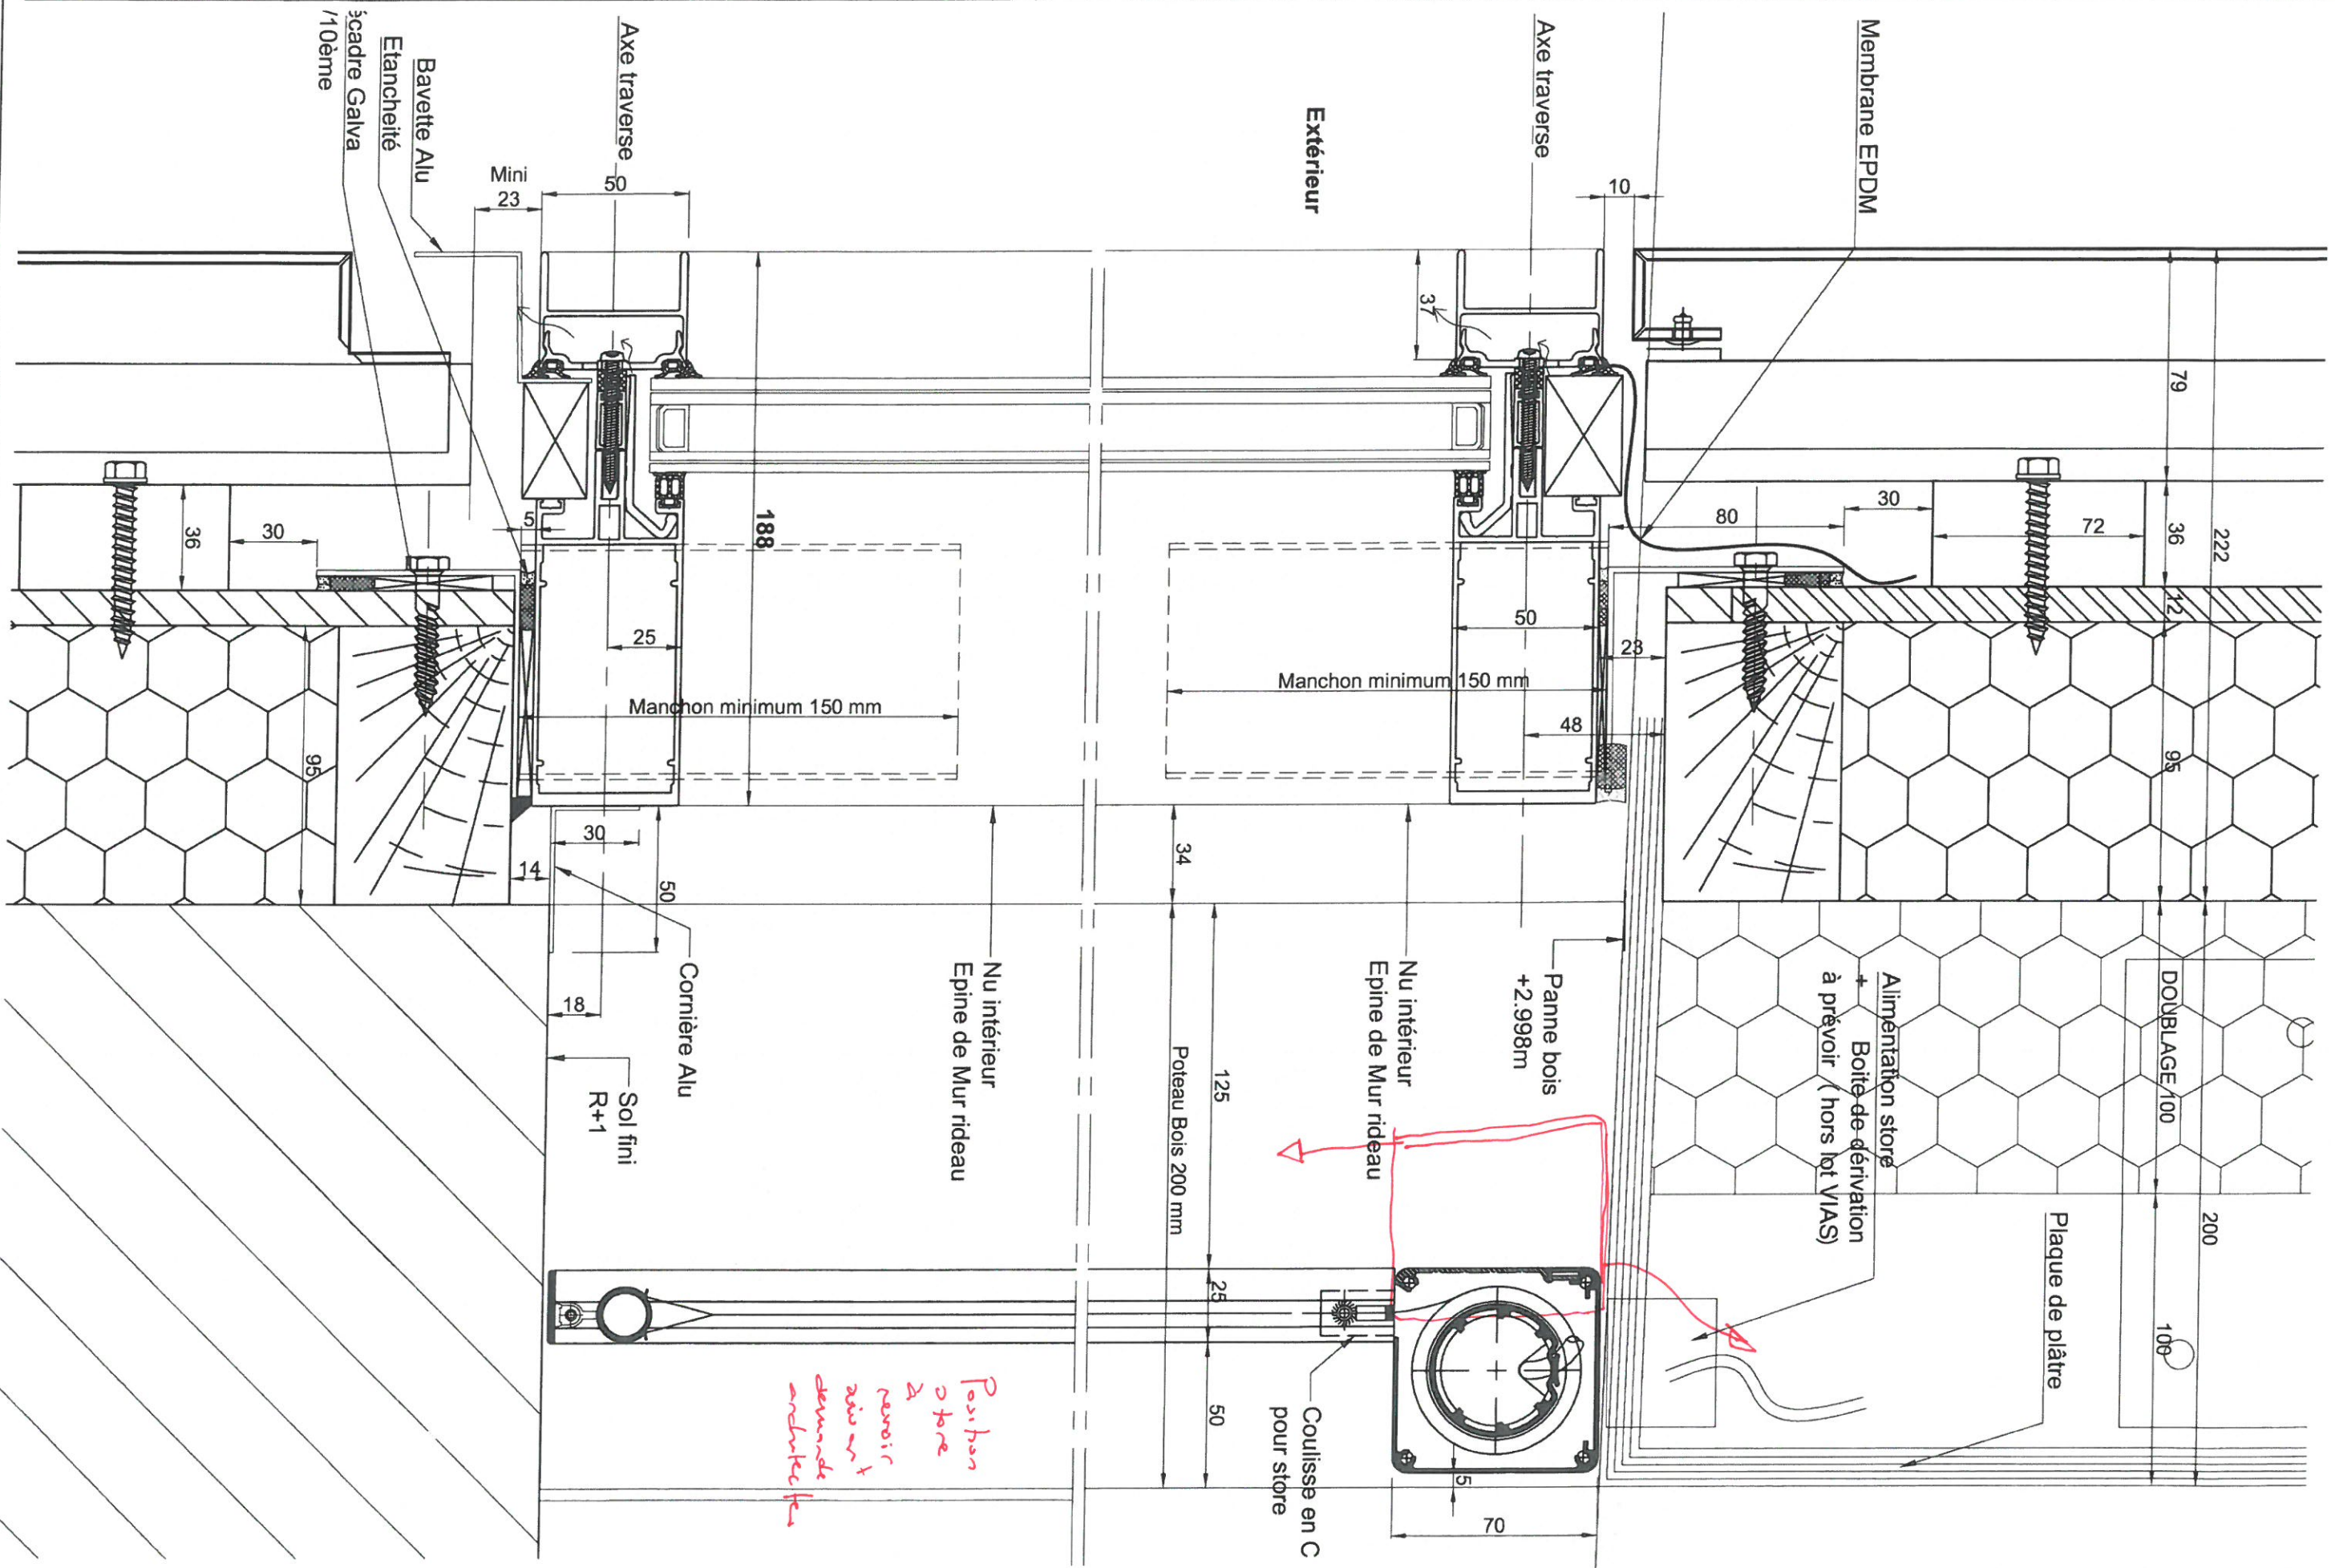 Membrane EPDM
Axe traverse
Extérieur
Axe traverse
Bavette Alu
Etancheité
écadre Galva
/10ème
Mini
23
50
10
37
79
222
30
80
72
36
36
30
5
188
12
50
25
23
Manchon minimum 150 mm
Manchon minimum 150 mm
48
95
95
30
14
50
34
18
Cornière Alu
Nu intérieur
Epine de Mur rideau
Nu intérieur
Epine de Mur rideau
Panne bois
+2.998m
DOUBLAGE 100
Alimentation store
+ Boite de dérivation
à prévoir ( hors lot VIAS)
Sol fini
R+1
Poteau Bois 200 mm
125
200
Plaque de plâtre
100
25
50
Coulisse en C
pour store
5
70
Position
store
à
revoir
suivant
demande
architecte